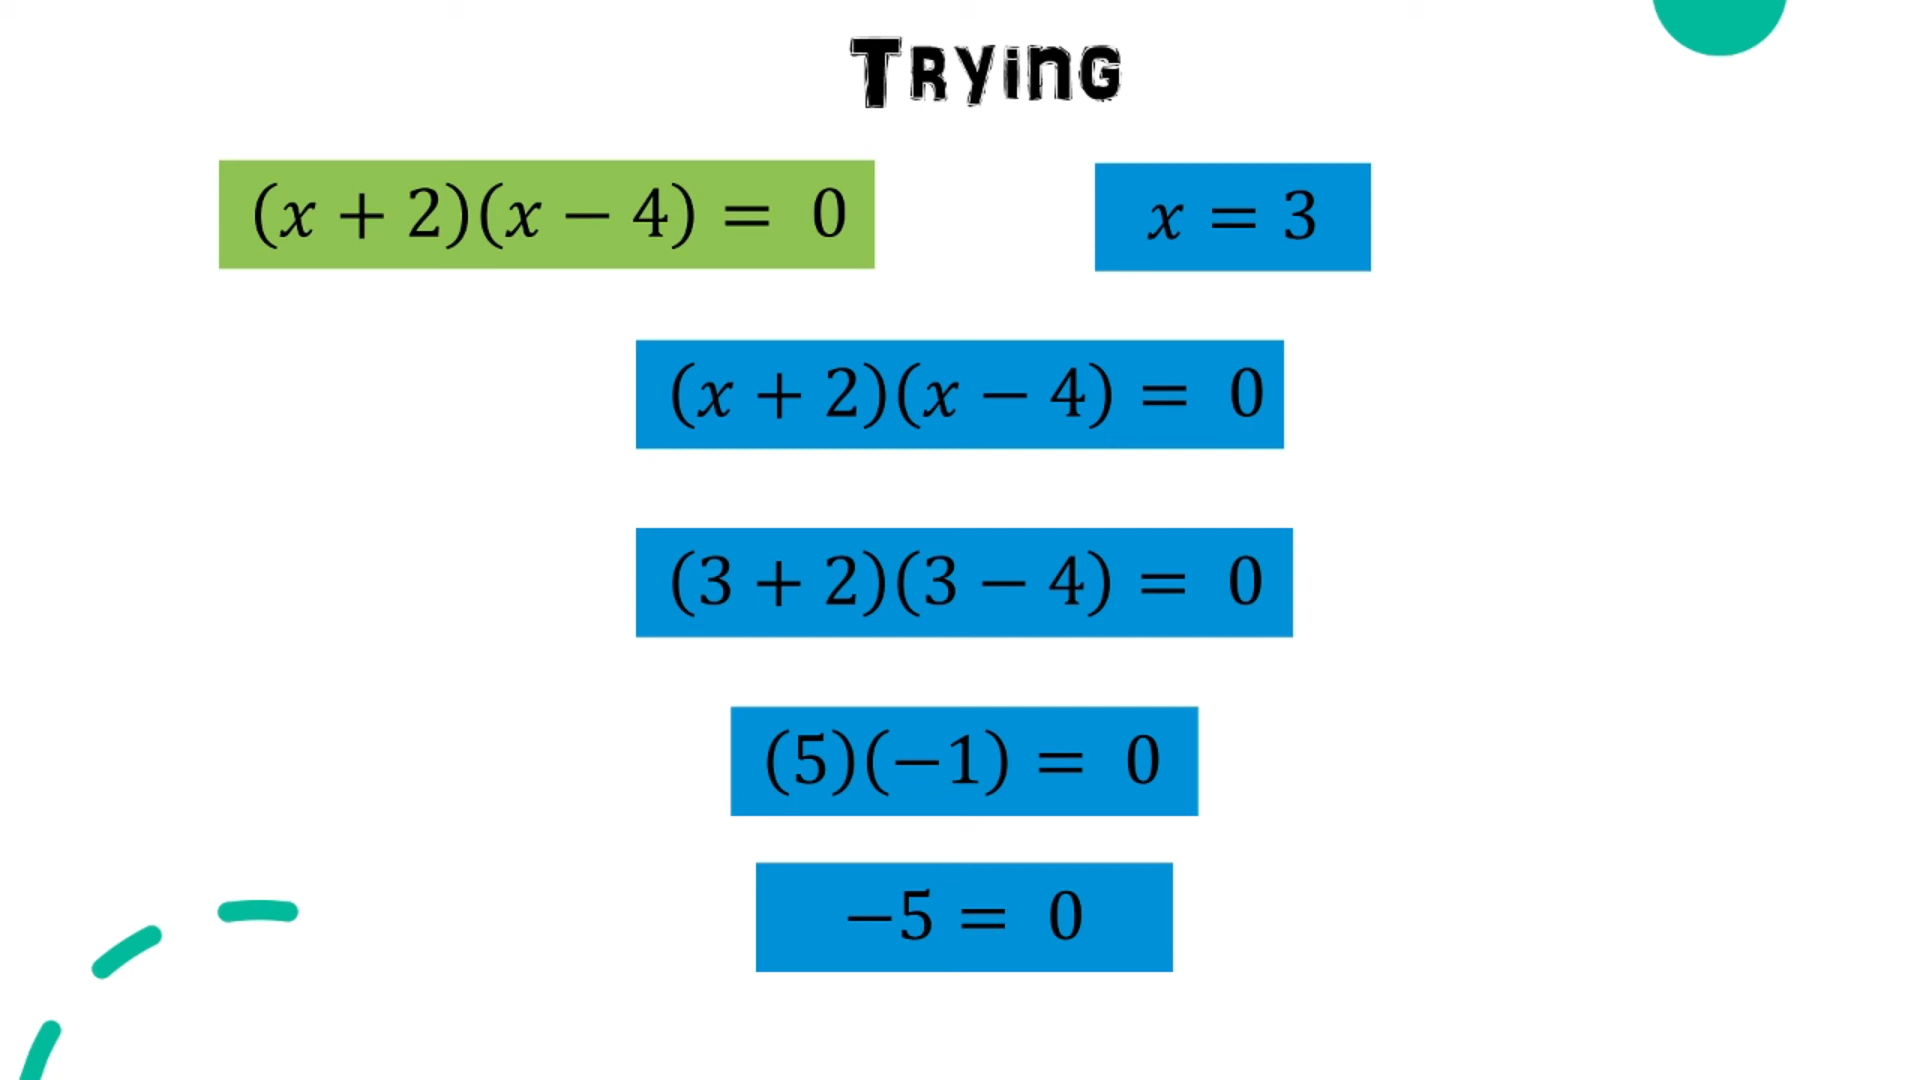 Trying
(x + 2)(x − 4) = 0
x = 3
(x + 2)(x − 4) = 0
(3 + 2)(3 − 4) = 0
(5)(−1) = 0
−5 = 0